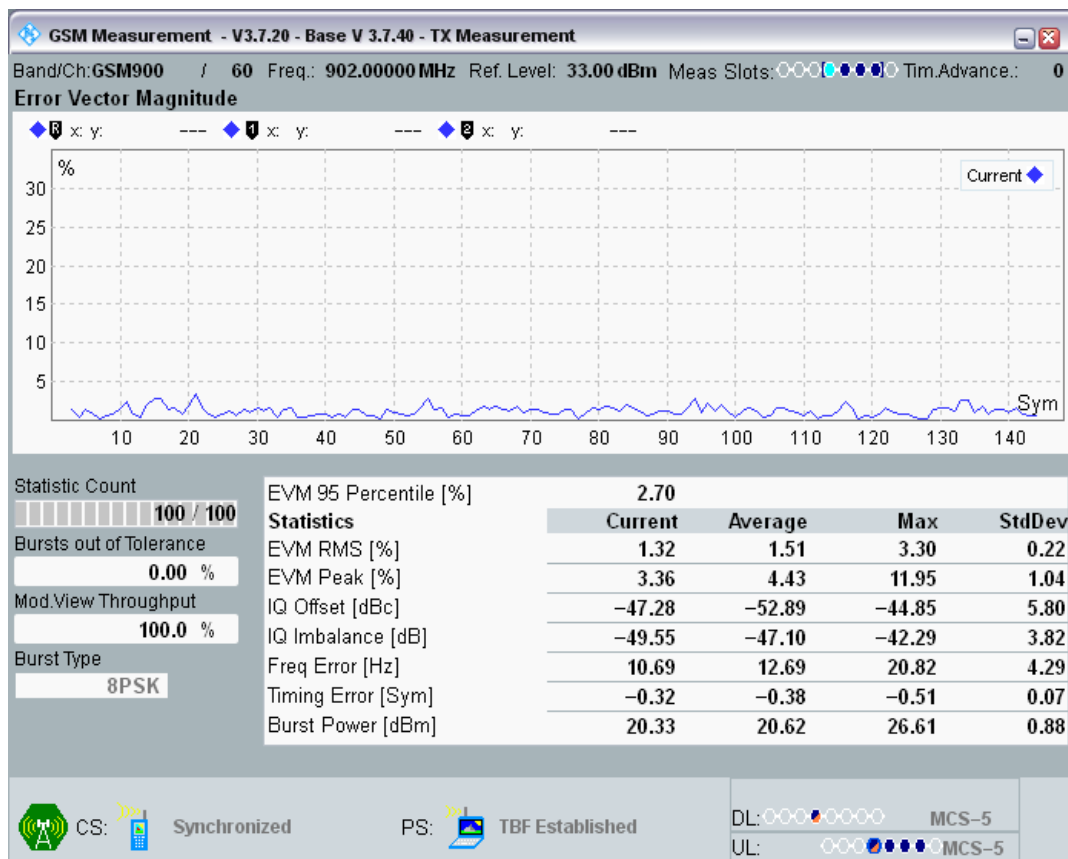 GSM Measurement - V3.7.20 - Base V 3.7.40 - TX Measurement
Band/Ch:GSM900 / 60 Freq.: 902.00000 MHz Ref. Level: 33.00 dBm Meas Slots: Tim.Advance.: 0
Error Vector Magnitude
R x: y: --- 1 x: y: --- 2 x: y: ---
%
Current
30
25
20
15
10
5
Sym
10 20 30 40 50 60 70 80 90 100 110 120 130 140
Statistic Count
100 / 100
Bursts out of Tolerance
0.00 %
Mod.View Throughput
100.0 %
Burst Type
8PSK
EVM 95 Percentile [%] 2.70
Statistics Current Average Max StdDev
EVM RMS [%] 1.32 1.51 3.30 0.22
EVM Peak [%] 3.36 4.43 11.95 1.04
IQ Offset [dBc] −47.28 −52.89 −44.85 5.80
IQ Imbalance [dB] −49.55 −47.10 −42.29 3.82
Freq Error [Hz] 10.69 12.69 20.82 4.29
Timing Error [Sym] −0.32 −0.38 −0.51 0.07
Burst Power [dBm] 20.33 20.62 26.61 0.88
CS: Synchronized PS: TBF Established
DL: MCS−5
UL: MCS−5